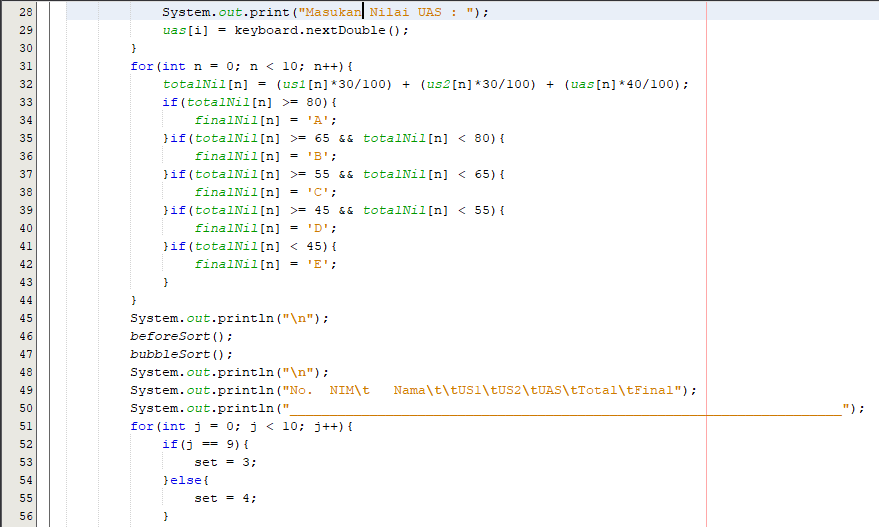 28 System.out.print("Masukan Nilai UAS : ");
29 uas[i] = keyboard.nextDouble();
30 }
31 for(int n = 0; n < 10; n++){
32 totalNil[n] = (us1[n]*30/100) + (us2[n]*30/100) + (uas[n]*40/100);
33 if(totalNil[n] >= 80){
34 finalNil[n] = 'A';
35 }if(totalNil[n] >= 65 && totalNil[n] < 80){
36 finalNil[n] = 'B';
37 }if(totalNil[n] >= 55 && totalNil[n] < 65){
38 finalNil[n] = 'C';
39 }if(totalNil[n] >= 45 && totalNil[n] < 55){
40 finalNil[n] = 'D';
41 }if(totalNil[n] < 45){
42 finalNil[n] = 'E';
43 }
44 }
45 System.out.println("\n");
46 beforeSort();
47 bubbleSort();
48 System.out.println("\n");
49 System.out.println("No.  NIM\t   Nama\t\tUS1\tUS2\tUAS\tTotal\tFinal");
50 System.out.println("_____________________________________________________________________");
51 for(int j = 0; j < 10; j++){
52 if(j == 9){
53 set = 3;
54 }else{
55 set = 4;
56 }